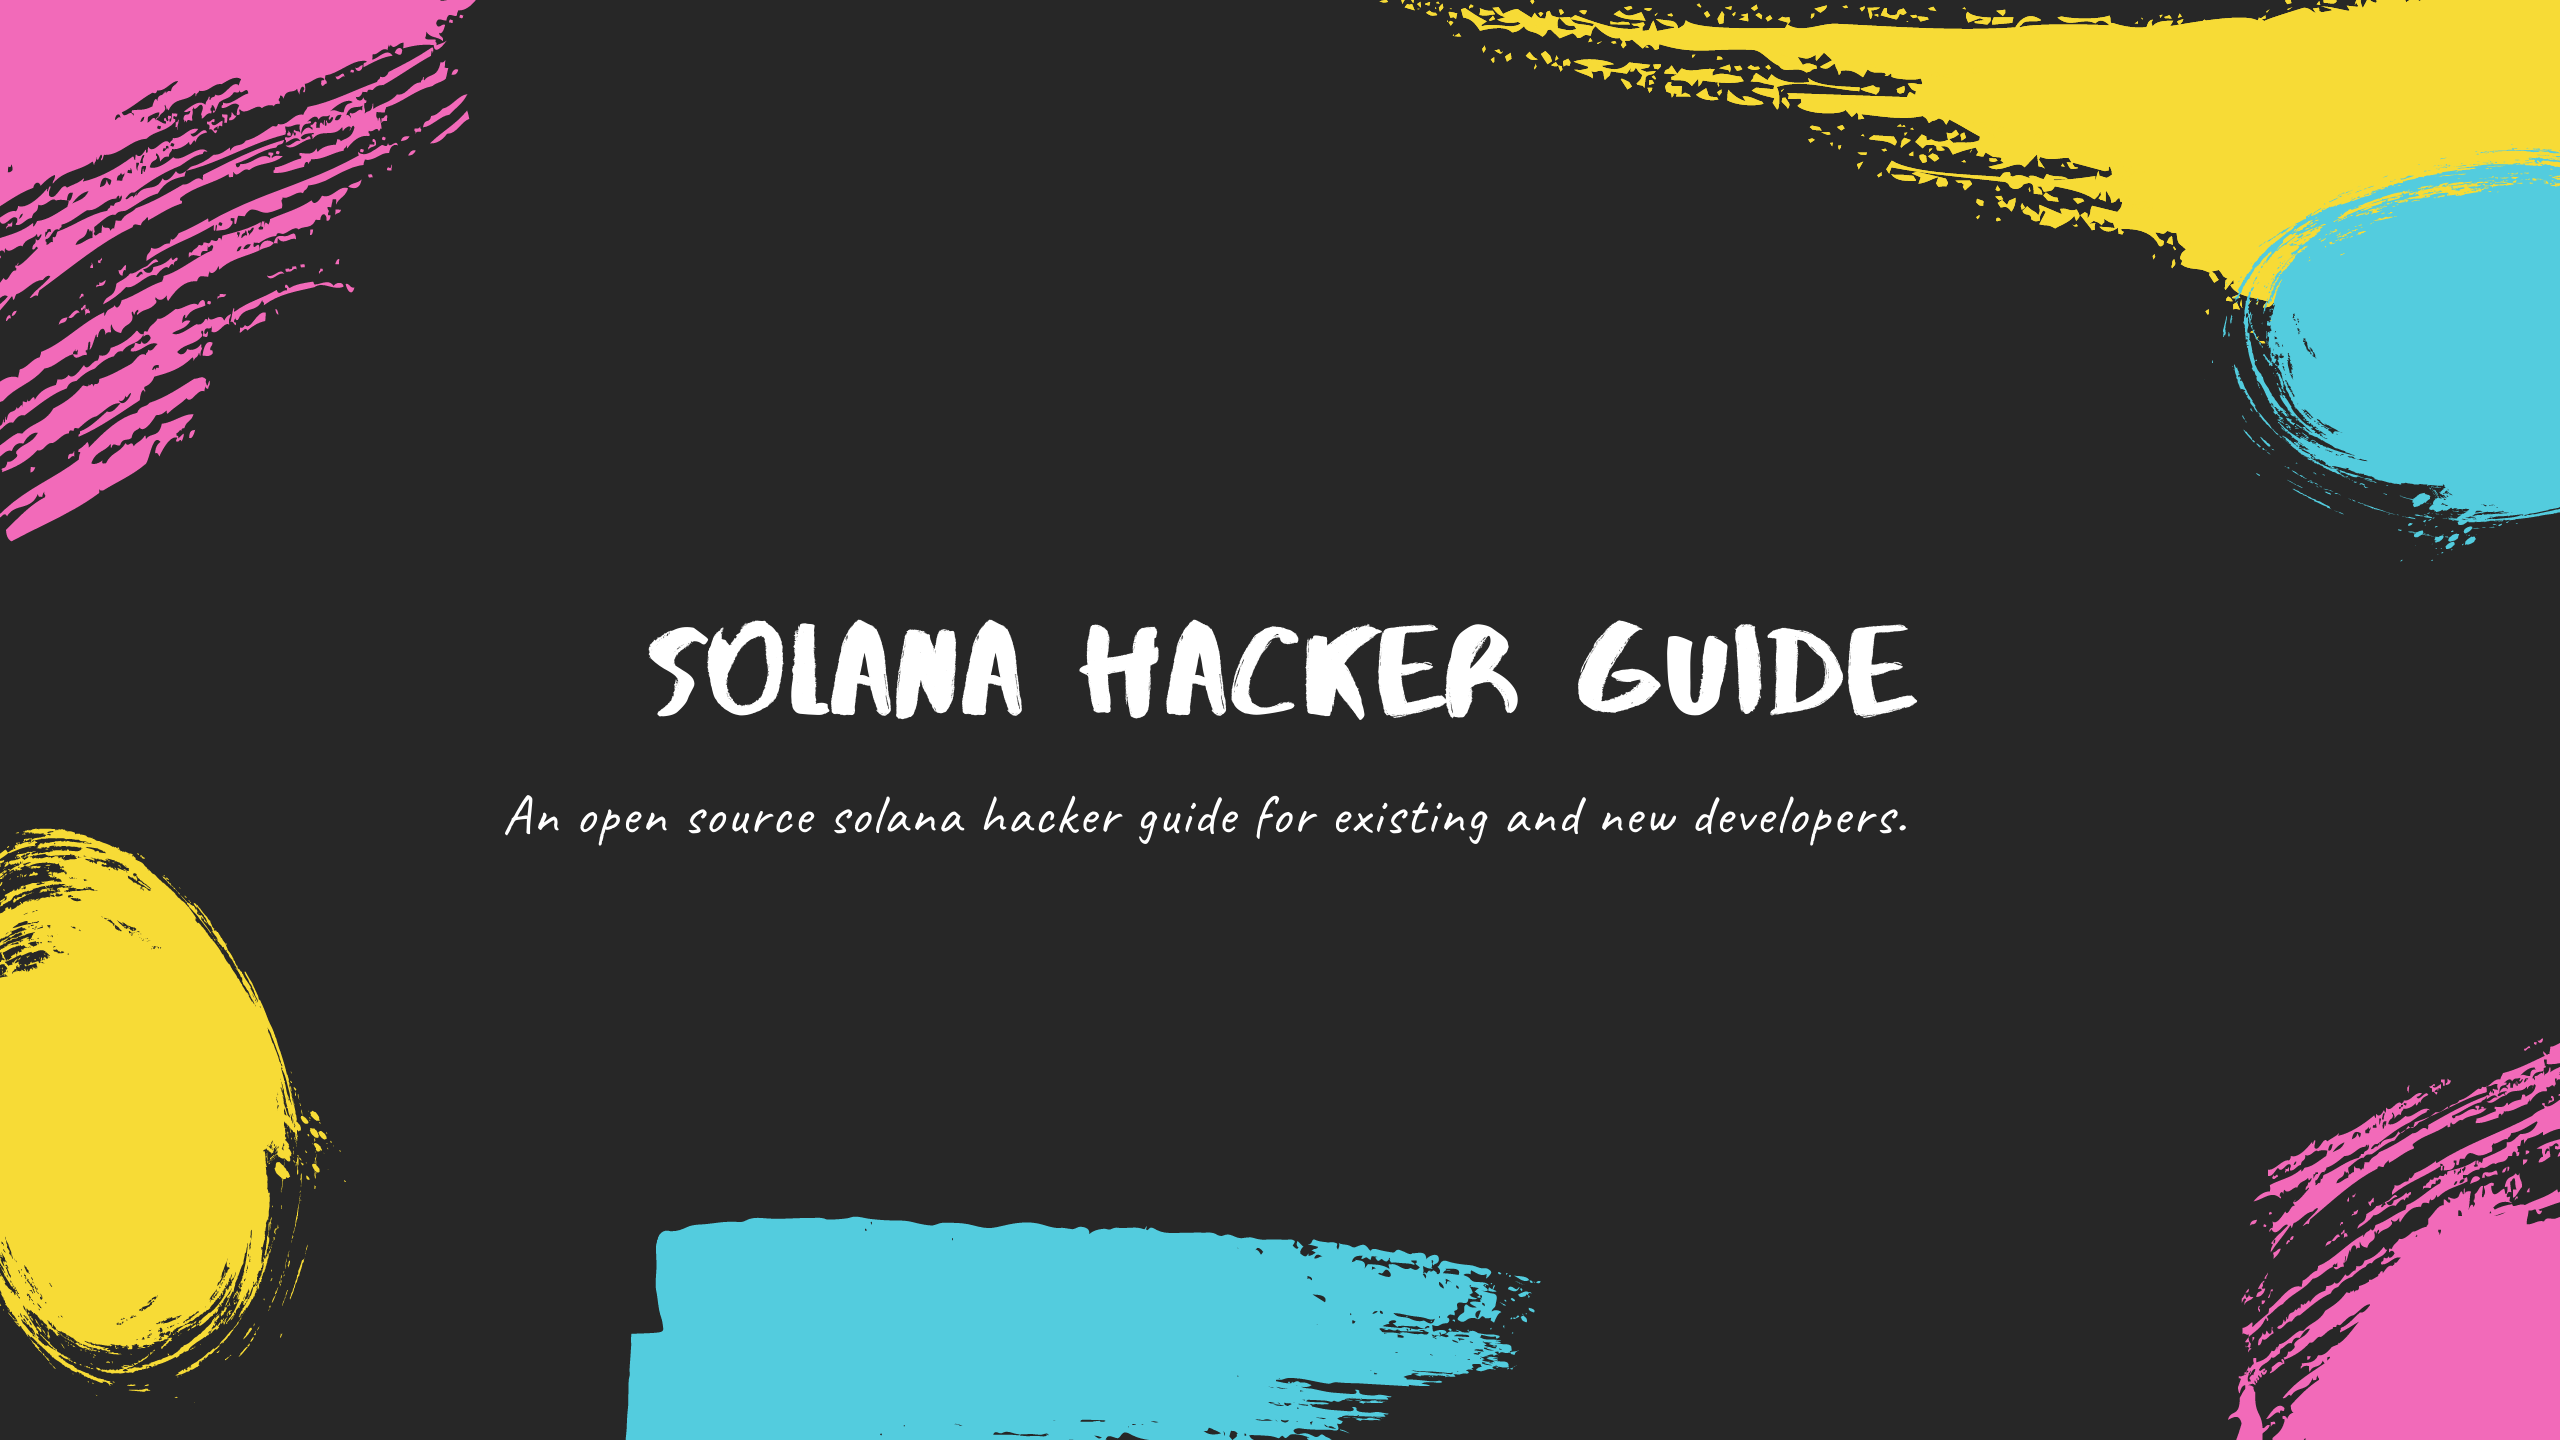 SOLANA HACKER GUIDE
An open source solana hacker guide for existing and new developers.